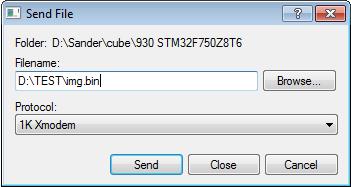 Send File
Folder: D:\Sander\cube\930 STM32F750Z8T6
Filename:
D:\TEST\img.bin
Browse...
Protocol:
1K Xmodem
Send Close Cancel